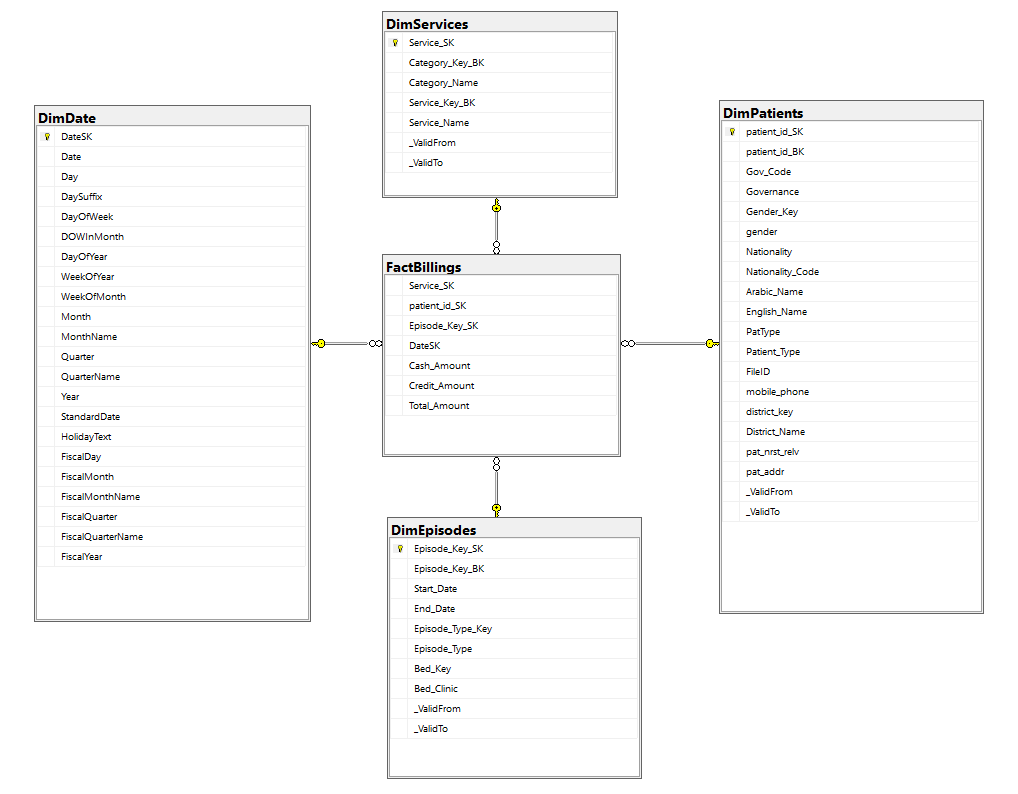 DimServices
Service_SK
Category_Key_BK
Category_Name
Service_Key_BK
Service_Name
_ValidFrom
_ValidTo
DimDate
DateSK
Date
Day
DaySuffix
DayOfWeek
DOWInMonth
DayOfYear
WeekOfYear
WeekOfMonth
Month
MonthName
Quarter
QuarterName
Year
StandardDate
HolidayText
FiscalDay
FiscalMonth
FiscalMonthName
FiscalQuarter
FiscalQuarterName
FiscalYear
FactBillings
Service_SK
patient_id_SK
Episode_Key_SK
DateSK
Cash_Amount
Credit_Amount
Total_Amount
DimPatients
patient_id_SK
patient_id_BK
Gov_Code
Governance
Gender_Key
gender
Nationality
Nationality_Code
Arabic_Name
English_Name
PatType
Patient_Type
FileID
mobile_phone
district_key
District_Name
pat_nrst_relv
pat_addr
_ValidFrom
_ValidTo
DimEpisodes
Episode_Key_SK
Episode_Key_BK
Start_Date
End_Date
Episode_Type_Key
Episode_Type
Bed_Key
Bed_Clinic
_ValidFrom
_ValidTo